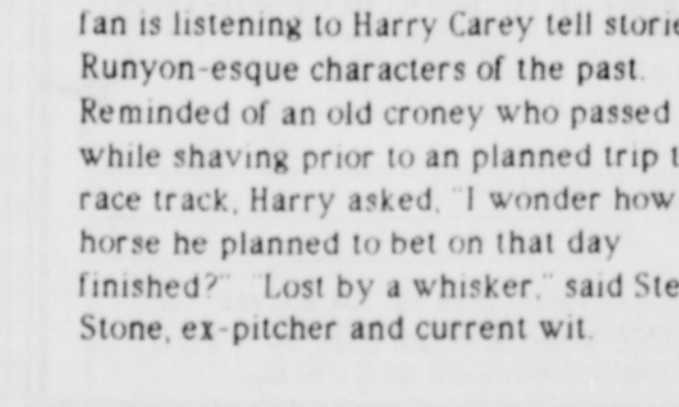 fan is listening to Harry Carey tell storie
Runyon-esque characters of the past.
Reminded of an old croney who passed
while shaving prior to an planned trip t
race track, Harry asked, "I wonder how
horse he planned to bet on that day
finished?" "Lost by a whisker," said Ste
Stone, ex-pitcher and current wit.